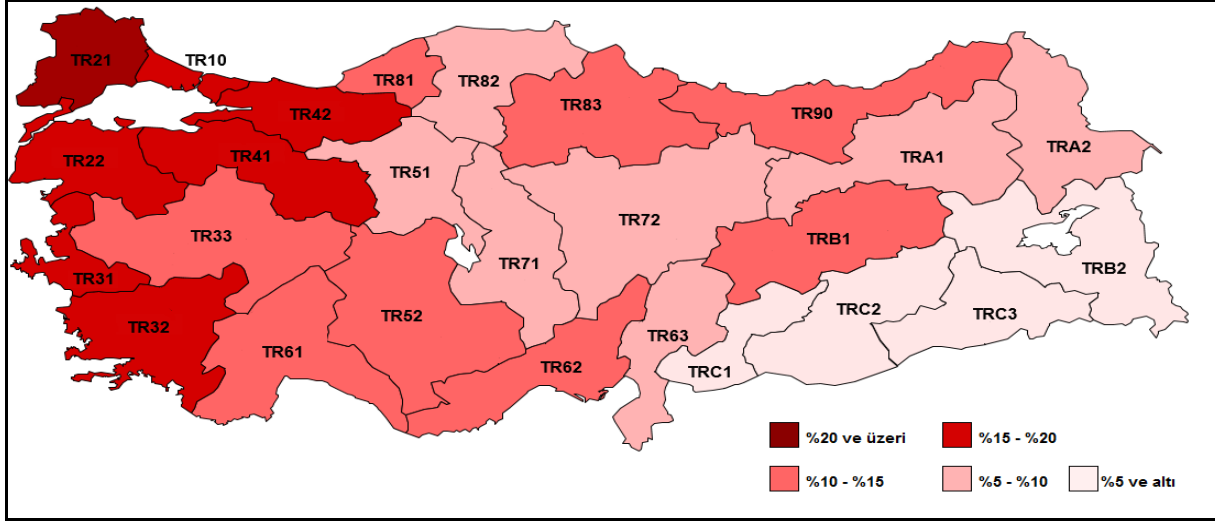 TR21
TR10
TR81
TR82
TR83
TR42
TR90
TR22
TR41
TR51
TRA1
TRA2
TR33
TR72
TRB1
TR31
TR71
TRB2
TR32
TR52
TRC2
TRC3
TR61
TR62
TR63
TRC1
%20 ve üzeri
%15 - %20
%10 - %15
%5 - %10
%5 ve altı